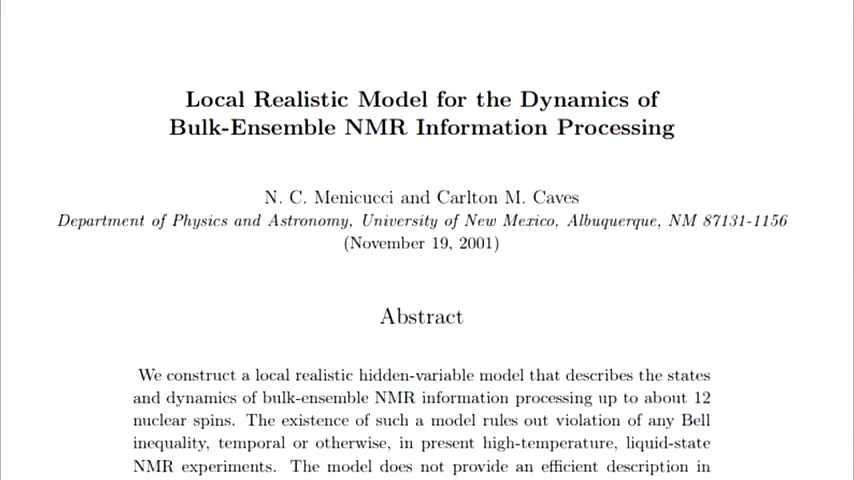 Local Realistic Model for the Dynamics of
Bulk-Ensemble NMR Information Processing
N. C. Menicucci and Carlton M. Caves
Department of Physics and Astronomy, University of New Mexico, Albuquerque, NM 87131-1156
(November 19, 2001)
Abstract
We construct a local realistic hidden-variable model that describes the states
and dynamics of bulk-ensemble NMR information processing up to about 12
nuclear spins. The existence of such a model rules out violation of any Bell
inequality, temporal or otherwise, in present high-temperature, liquid-state
NMR experiments. The model does not provide an efficient description in